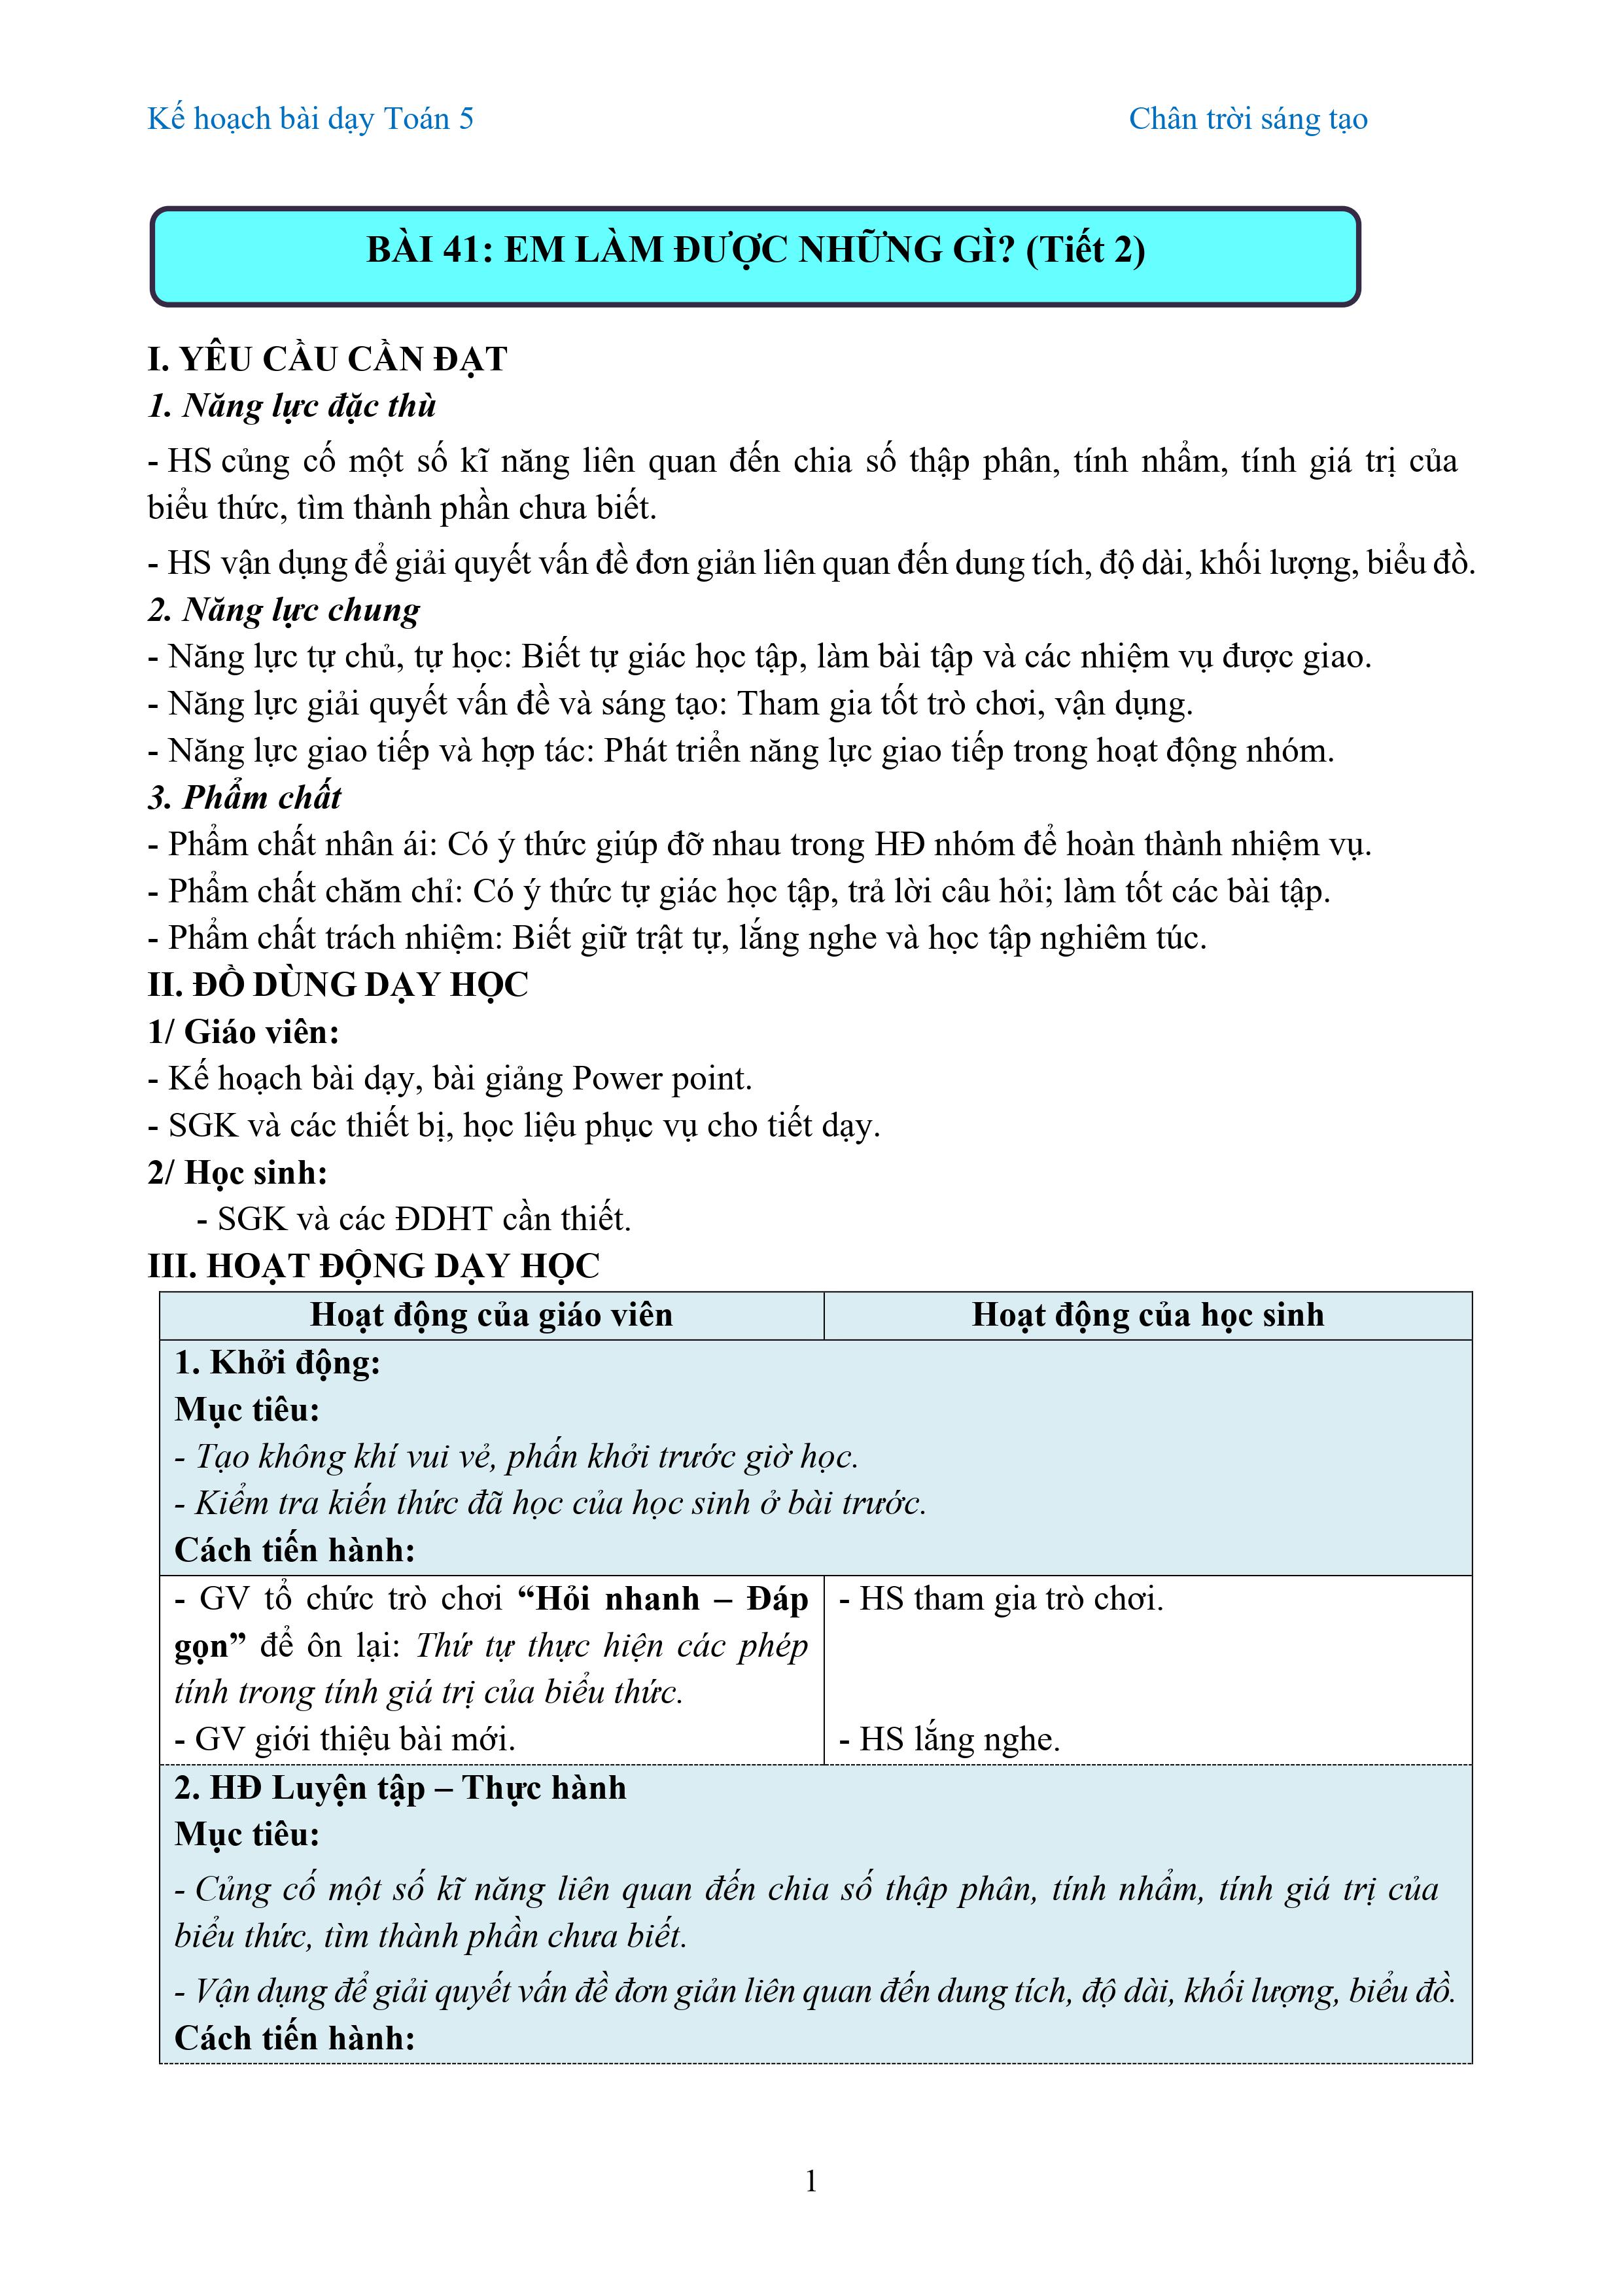 Kế hoạch bài dạy Toán 5 Chân trời sáng tạo
BÀI 41: EM LÀM ĐƯỢC NHỮNG GÌ? (Tiết 2)
I. YÊU CẦU CẦN ĐẠT
1. Năng lực đặc thù
- HS củng cố một số kĩ năng liên quan đến chia số thập phân, tính nhẩm, tính giá trị của
biểu thức, tìm thành phần chưa biết.
- HS vận dụng để giải quyết vấn đề đơn giản liên quan đến dung tích, độ dài, khối lượng, biểu đồ.
2. Năng lực chung
- Năng lực tự chủ, tự học: Biết tự giác học tập, làm bài tập và các nhiệm vụ được giao.
- Năng lực giải quyết vấn đề và sáng tạo: Tham gia tốt trò chơi, vận dụng.
- Năng lực giao tiếp và hợp tác: Phát triển năng lực giao tiếp trong hoạt động nhóm.
3. Phẩm chất
- Phẩm chất nhân ái: Có ý thức giúp đỡ nhau trong HĐ nhóm để hoàn thành nhiệm vụ.
- Phẩm chất chăm chỉ: Có ý thức tự giác học tập, trả lời câu hỏi; làm tốt các bài tập.
- Phẩm chất trách nhiệm: Biết giữ trật tự, lắng nghe và học tập nghiêm túc.
II. ĐỒ DÙNG DẠY HỌC
1/ Giáo viên:
- Kế hoạch bài dạy, bài giảng Power point.
- SGK và các thiết bị, học liệu phục vụ cho tiết dạy.
2/ Học sinh:
- SGK và các ĐDHT cần thiết.
III. HOẠT ĐỘNG DẠY HỌC
Hoạt động của giáo viên Hoạt động của học sinh
1. Khởi động:
Mục tiêu:
- Tạo không khí vui vẻ, phấn khởi trước giờ học.
- Kiểm tra kiến thức đã học của học sinh ở bài trước.
Cách tiến hành:
- GV tổ chức trò chơi “Hỏi nhanh – Đáp
gọn” để ôn lại: Thứ tự thực hiện các phép
tính trong tính giá trị của biểu thức.
- GV giới thiệu bài mới.
- HS tham gia trò chơi.
- HS lắng nghe.
2. HĐ Luyện tập – Thực hành
Mục tiêu:
- Củng cố một số kĩ năng liên quan đến chia số thập phân, tính nhẩm, tính giá trị của
biểu thức, tìm thành phần chưa biết.
- Vận dụng để giải quyết vấn đề đơn giản liên quan đến dung tích, độ dài, khối lượng, biểu đồ.
Cách tiến hành:
1